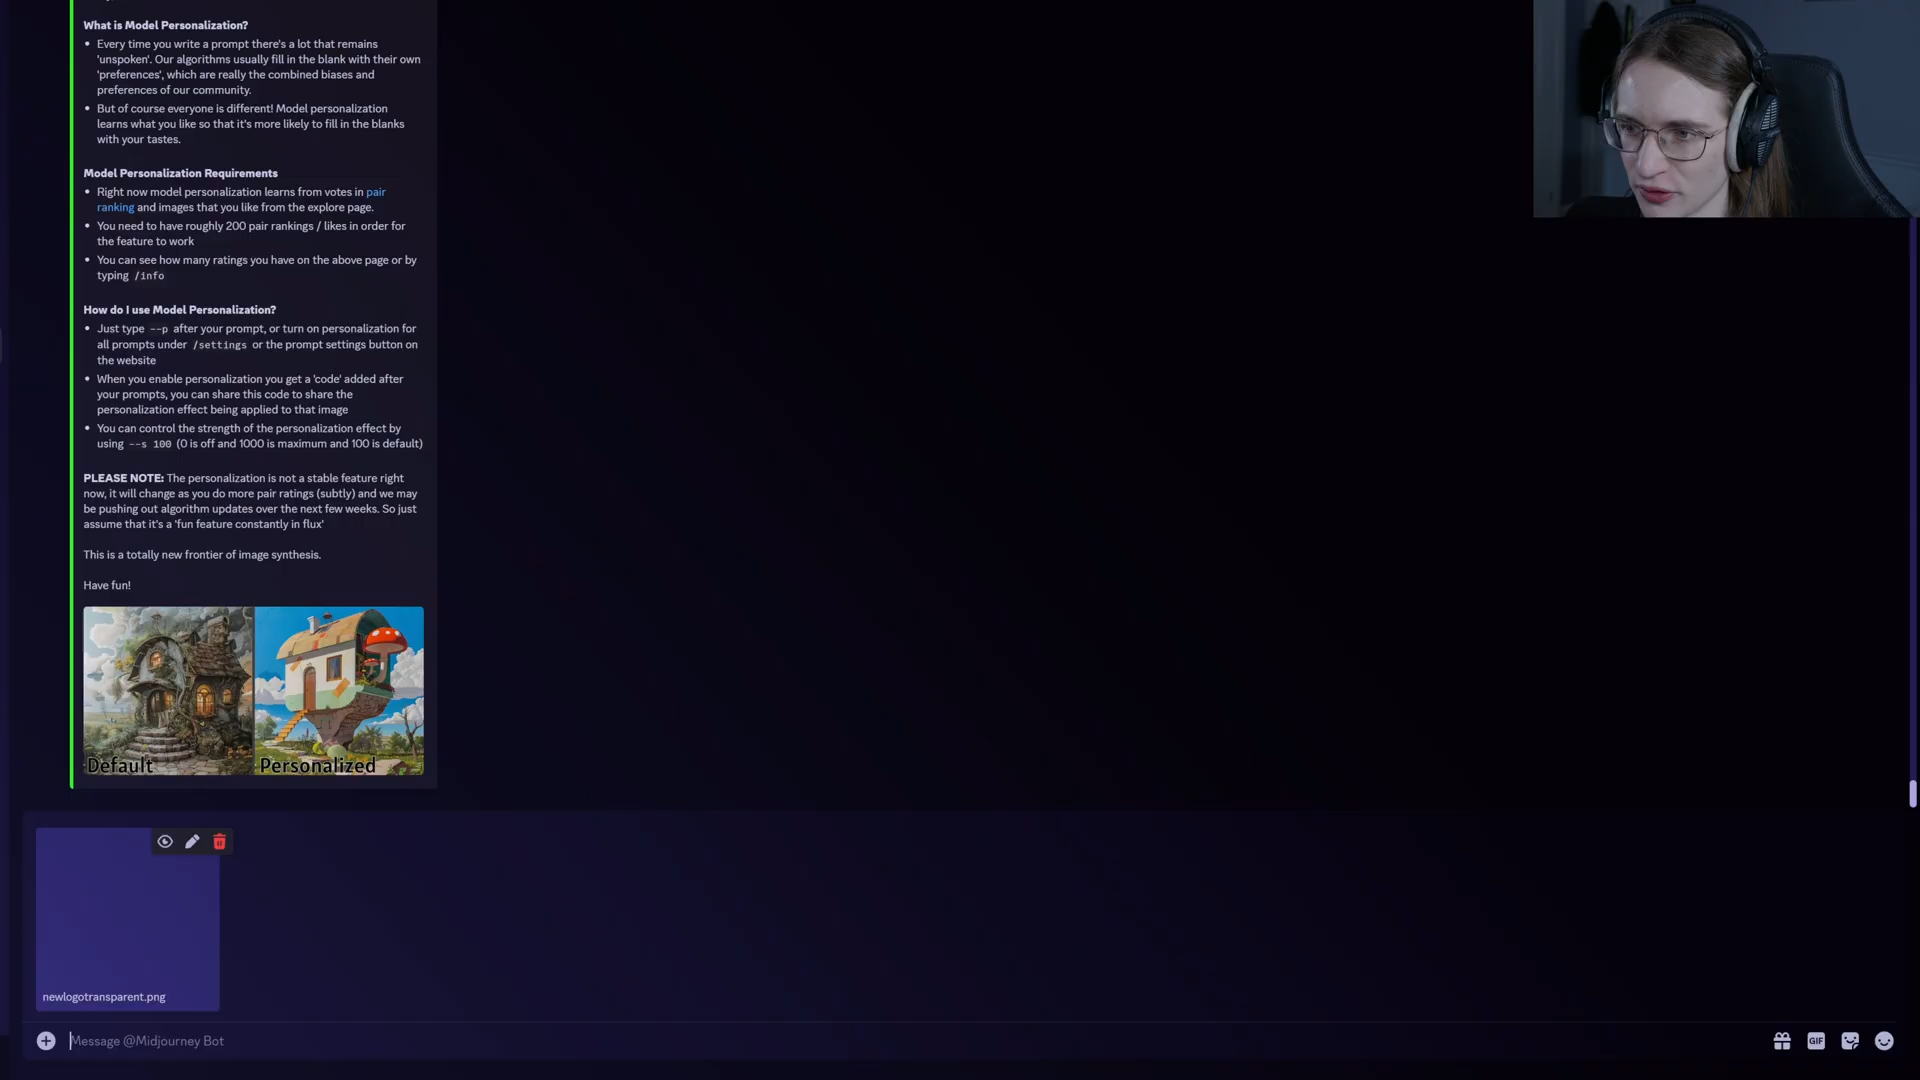 What is Model Personalization?
• Every time you write a prompt there's a lot that remains
'unspoken'. Our algorithms usually fill in the blank with their own
'preferences', which are really the combined biases and
preferences of our community.
• But of course everyone is different! Model personalization
learns what you like so that it's more likely to fill in the blanks
with your tastes.
Model Personalization Requirements
• Right now model personalization learns from votes in pair
ranking and images that you like from the explore page.
• You need to have roughly 200 pair rankings / likes in order for
the feature to work
• You can see how many ratings you have on the above page or by
typing /info
How do I use Model Personalization?
• Just type --p after your prompt, or turn on personalization for
all prompts under /settings or the prompt settings button on
the website
• When you enable personalization you get a 'code' added after
your prompts, you can share this code to share the
personalization effect being applied to that image
• You can control the strength of the personalization effect by
using --s 100 (0 is off and 1000 is maximum and 100 is default)
PLEASE NOTE: The personalization is not a stable feature right
now, it will change as you do more pair ratings (subtly) and we may
be pushing out algorithm updates over the next few weeks. So just
assume that it's a 'fun feature constantly in flux'
This is a totally new frontier of image synthesis.
Have fun!
Default Personalized
newlogotransparent.png
Message @Midjourney Bot
GIF